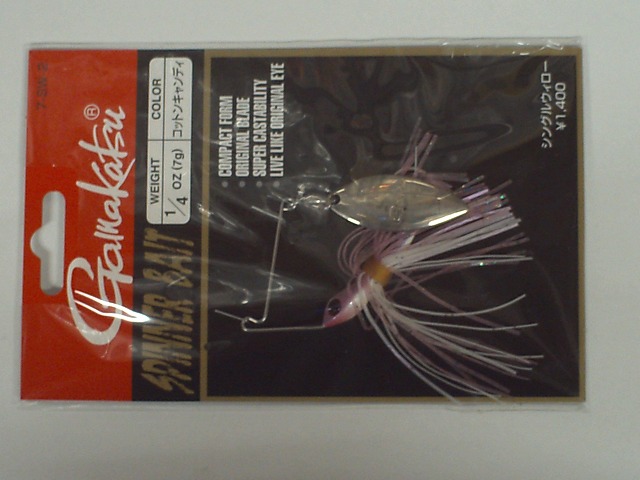 Gamakatsu®
SPINNER BAIT
WEIGHT
COLOR
1/4 OZ (7g)
コットンキャンディ
• COMPACT FORM
• ORIGINAL BLADE
• SUPER CASTABILITY
• LIVE LIKE ORIGINAL EYE
シングルウィロー
¥1,400